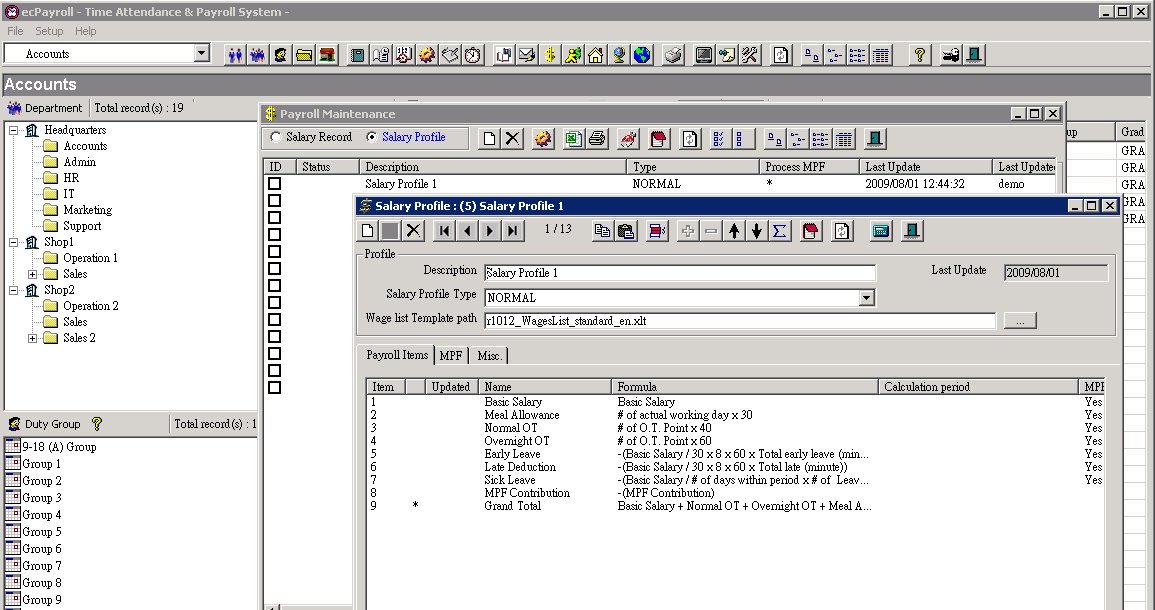 ecPayroll - Time Attendance & Payroll System -
File Setup Help
Accounts
Accounts
Department Total record(s) : 19
Headquarters
Accounts
Admin
HR
IT
Marketing
Support
Shop1
Operation 1
Sales
Shop2
Operation 2
Sales
Sales 2
Duty Group Total record(s) : 1
9-18 (A) Group
Group 1
Group 2
Group 3
Group 4
Group 5
Group 6
Group 7
Group 8
Group 9
up Grad
GRA
GRA
GRA
GRA
GRA
Payroll Maintenance
Salary Record Salary Profile
ID Status Description Type Process MPF Last Update Last Update
Salary Profile 1 NORMAL * 2009/08/01 12:44:32 demo
Salary Profile : (5) Salary Profile 1
1 / 13
Profile
Description Salary Profile 1 Last Update 2009/08/01
Salary Profile Type NORMAL
Wage list Template path r1012_WagesList_standard_en.xlt ...
Payroll Items MPF Misc.
Item Updated Name Formula Calculation period MPF
1 Basic Salary Basic Salary Yes
2 Meal Allowance # of actual working day x 30 Yes
3 Normal OT # of O.T. Point x 40 Yes
4 Overnight OT # of O.T. Point x 60 Yes
5 Early Leave -(Basic Salary / 30 x 8 x 60 x Total early leave (min... Yes
6 Late Deduction -(Basic Salary / 30 x 8 x 60 x Total late (minute)) Yes
7 Sick Leave -(Basic Salary / # of days within period x # of Leav... Yes
8 MPF Contribution -(MPF Contribution)
9 * Grand Total Basic Salary + Normal OT + Overnight OT + Meal A...